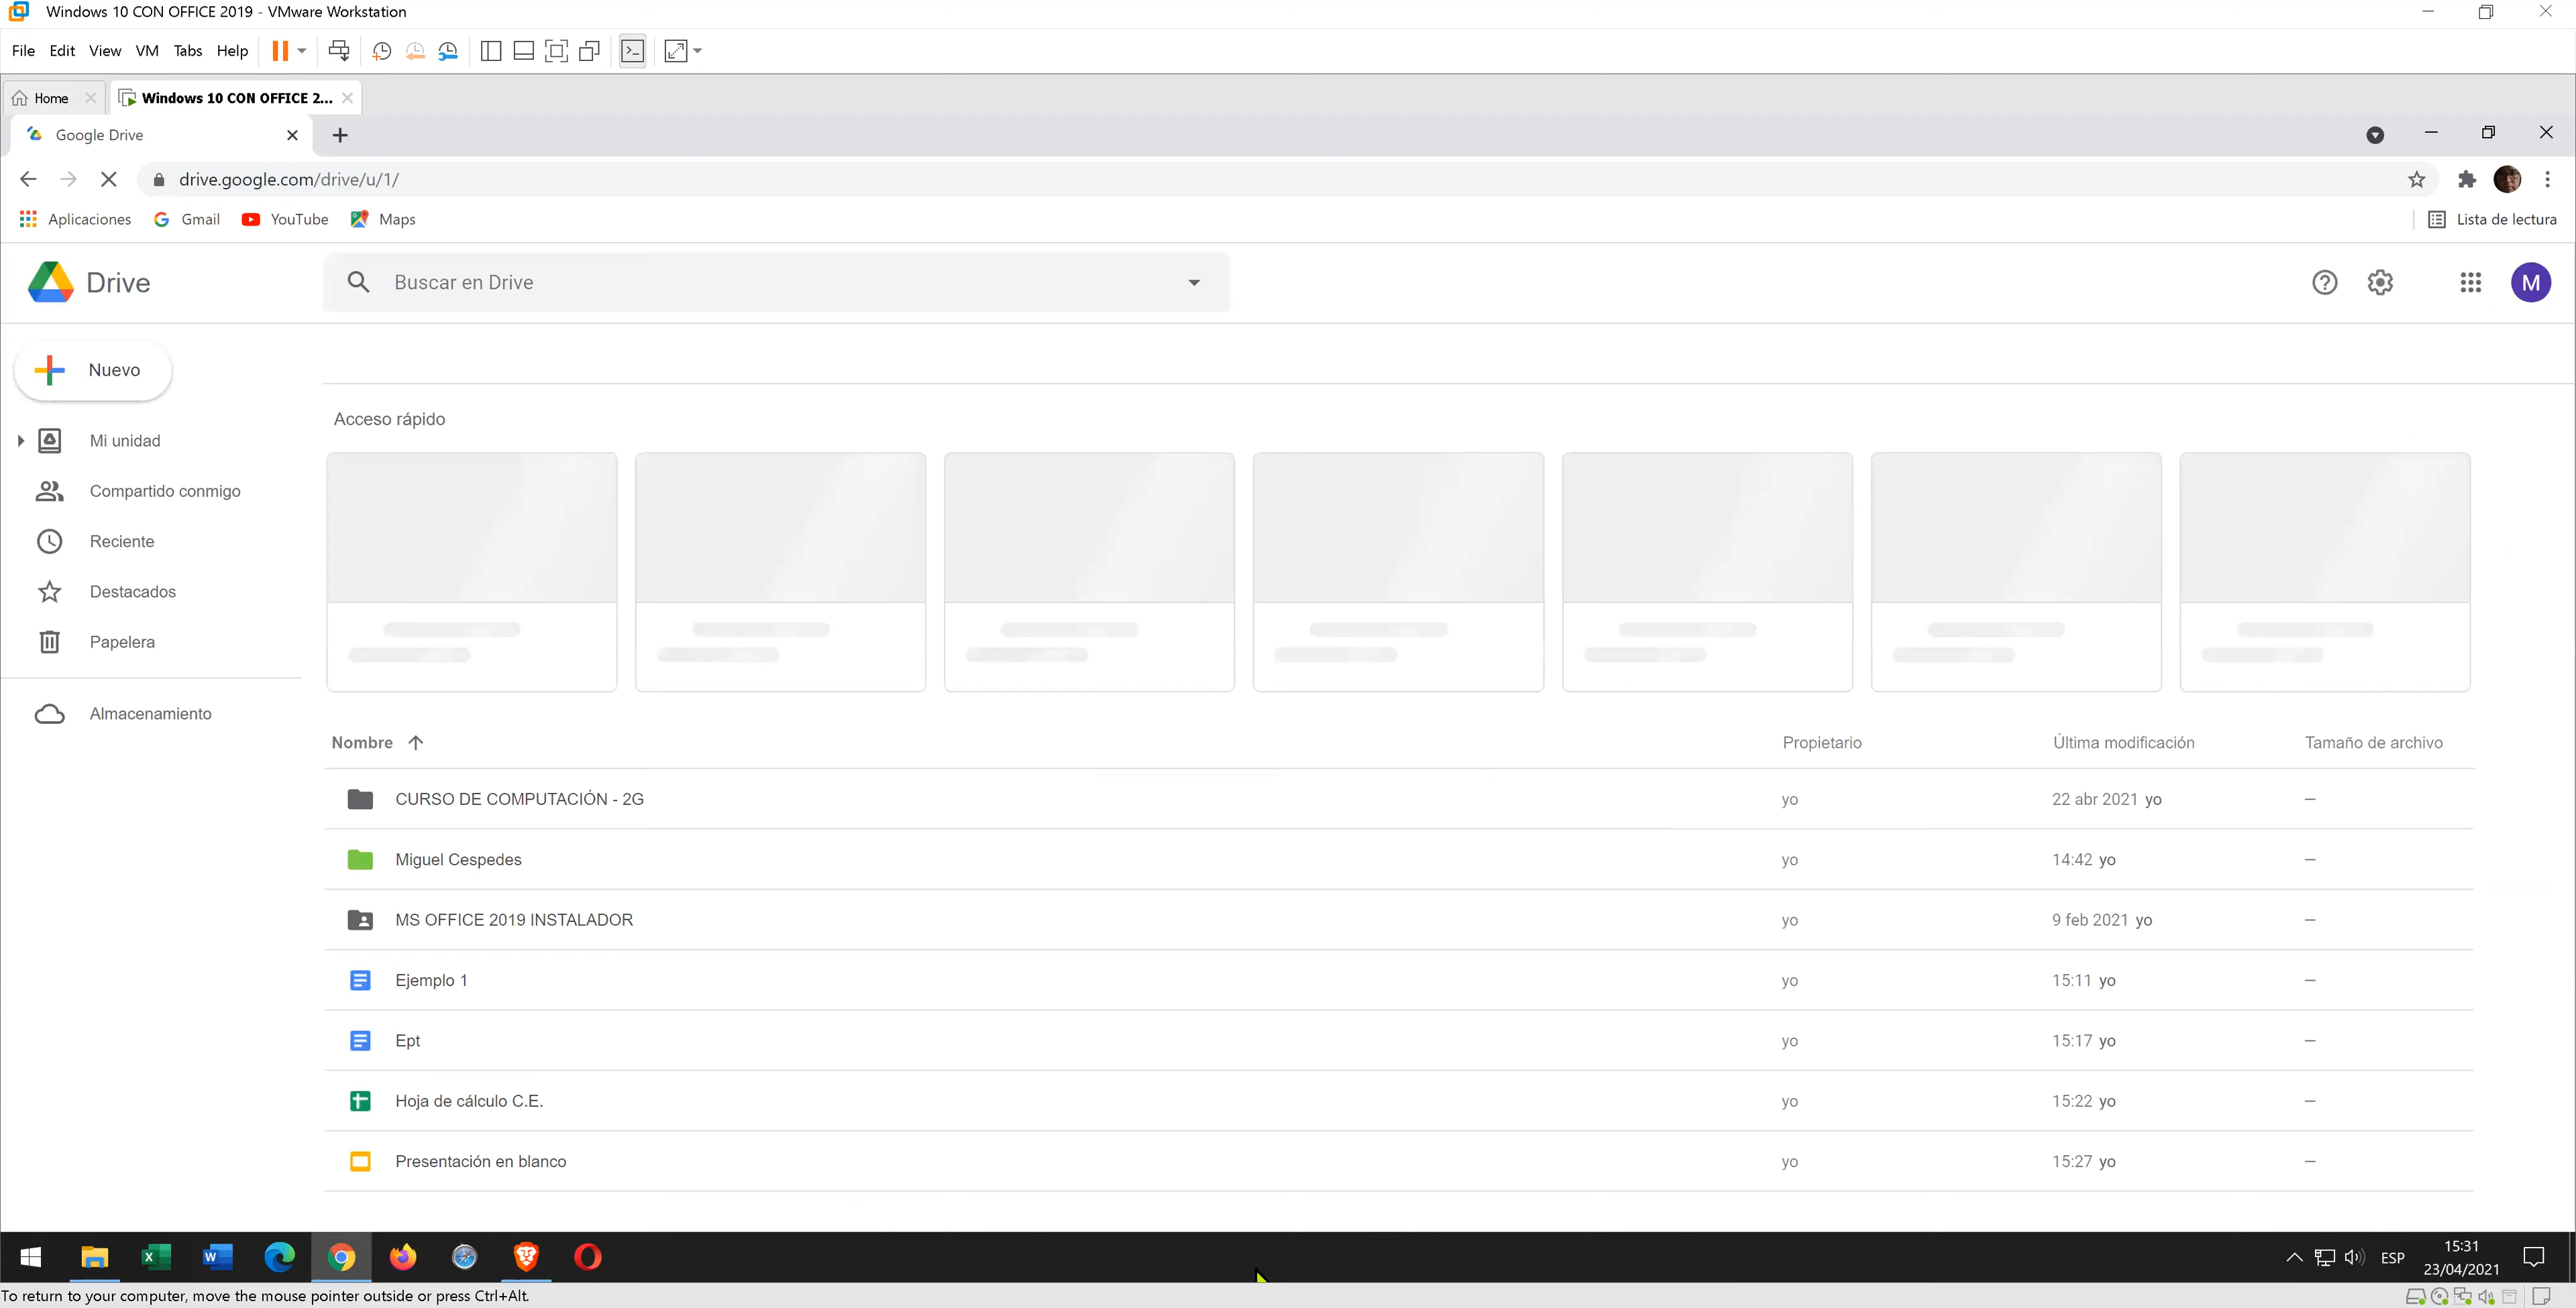 Windows 10 CON OFFICE 2019 - VMware Workstation
File Edit View VM Tabs Help
Home
Windows 10 CON OFFICE 2...
Google Drive
drive.google.com/drive/u/1/
Aplicaciones Gmail YouTube Maps Lista de lectura
Drive
Buscar en Drive
M
Nuevo
Mi unidad
Compartido conmigo
Reciente
Destacados
Papelera
Almacenamiento
Acceso rápido
Nombre Propietario Última modificación Tamaño de archivo
CURSO DE COMPUTACIÓN - 2G yo 22 abr 2021 yo —
Miguel Cespedes yo 14:42 yo —
MS OFFICE 2019 INSTALADOR yo 9 feb 2021 yo —
Ejemplo 1 yo 15:11 yo —
Ept yo 15:17 yo —
Hoja de cálculo C.E. yo 15:22 yo —
Presentación en blanco yo 15:27 yo —
ESP
15:31
23/04/2021
To return to your computer, move the mouse pointer outside or press Ctrl+Alt.